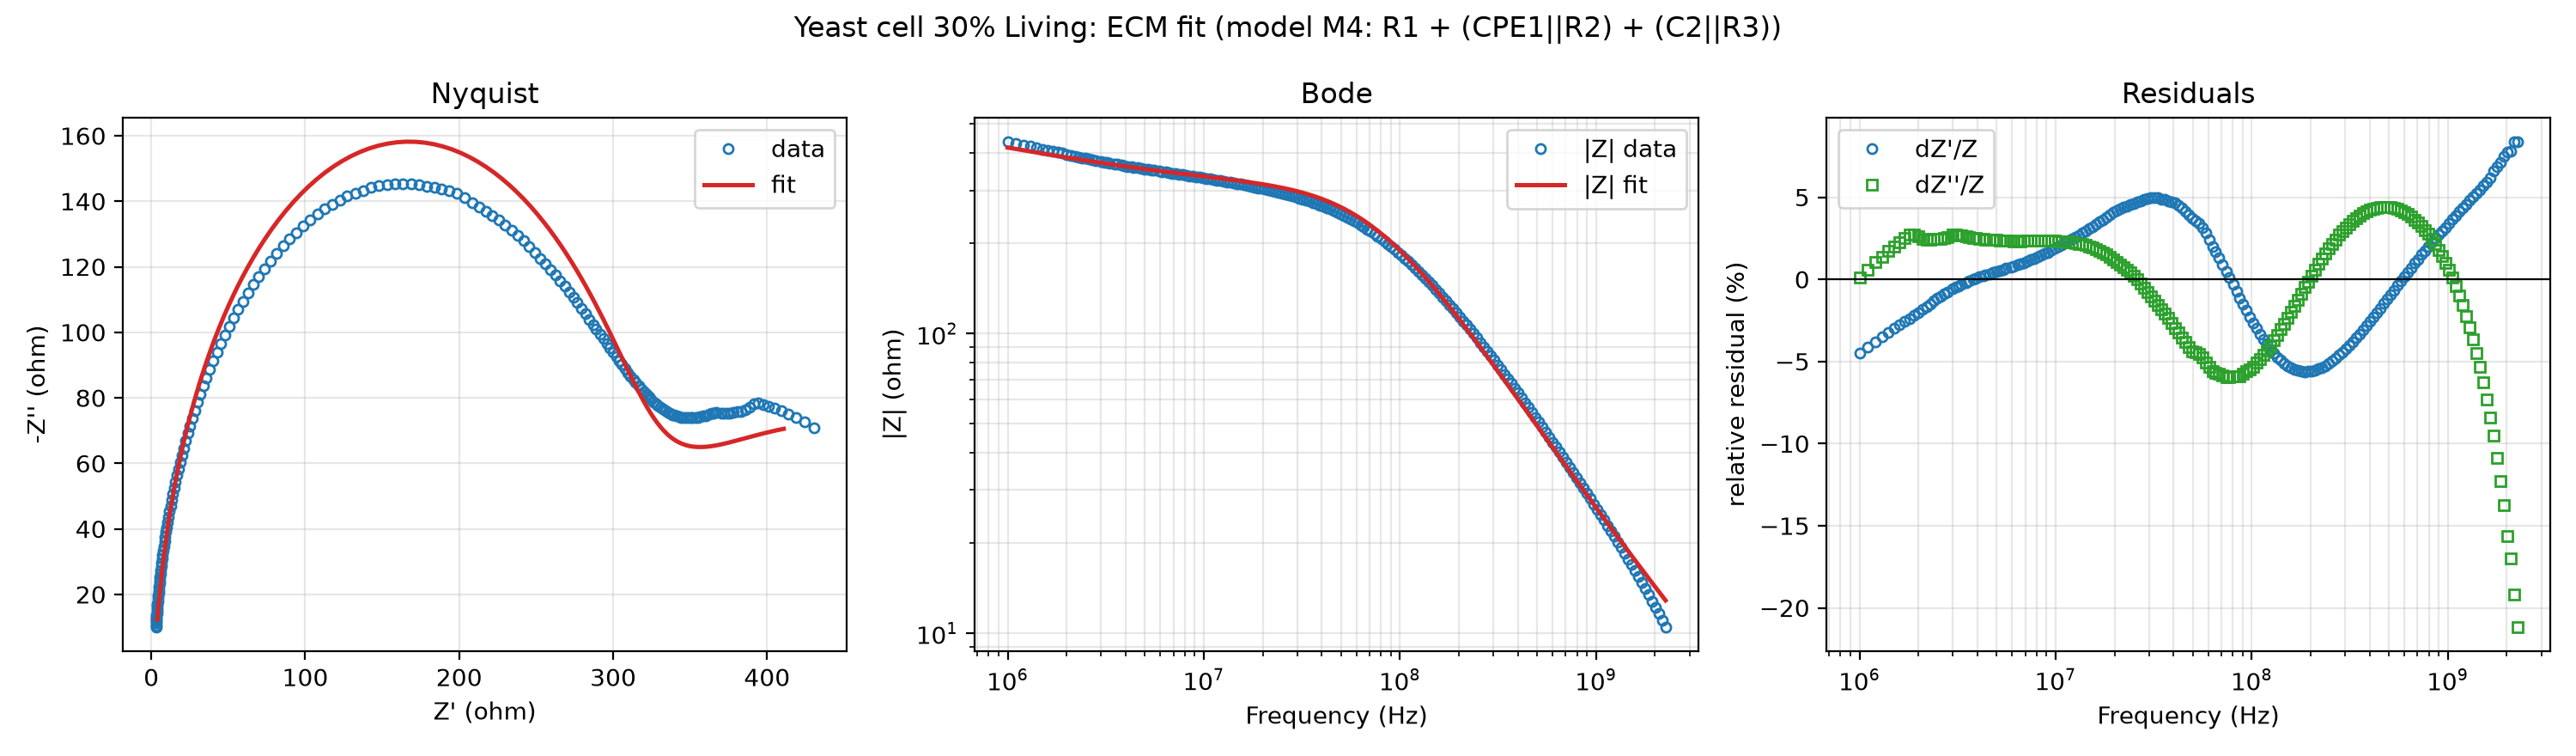 Yeast cell 30% Living: ECM fit (model M4: R1 + (CPE1||R2) + (C2||R3))
Nyquist
160
140
120
100
80
60
40
20
-Z'' (ohm)
0 100 200 300 400
Z' (ohm)
data
fit
Bode
10²
10¹
|Z| (ohm)
10⁶ 10⁷ 10⁸ 10⁹
Frequency (Hz)
|Z| data
|Z| fit
Residuals
5
0
−5
−10
−15
−20
relative residual (%)
10⁶ 10⁷ 10⁸ 10⁹
Frequency (Hz)
dZ'/Z
dZ''/Z